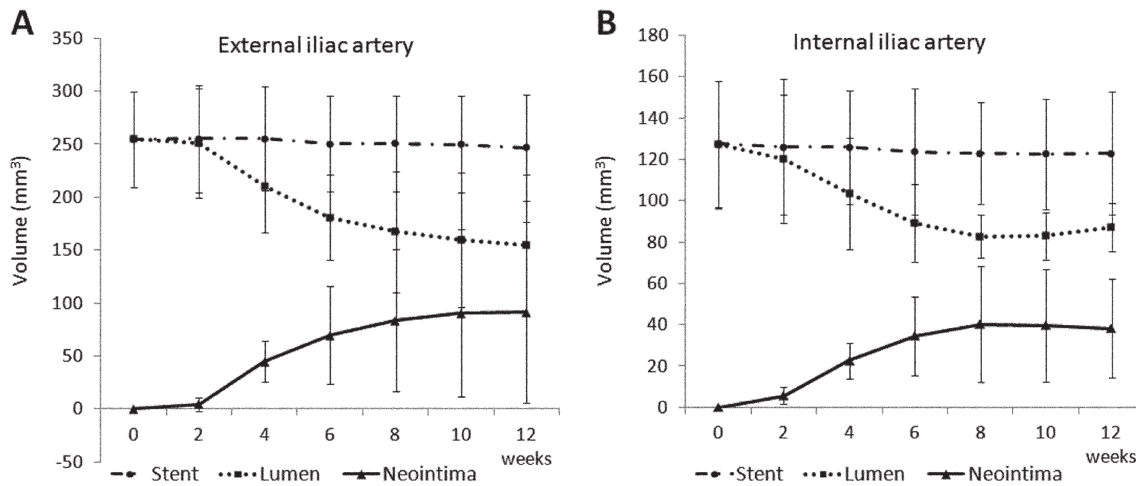 A
External iliac artery
Volume (mm³)
350
300
250
200
150
100
50
0
-50
0 2 4 6 8 10 12
weeks
Stent Lumen Neointima
B
Internal iliac artery
Volume (mm³)
180
160
140
120
100
80
60
40
20
0
0 2 4 6 8 10 12
weeks
Stent Lumen Neointima